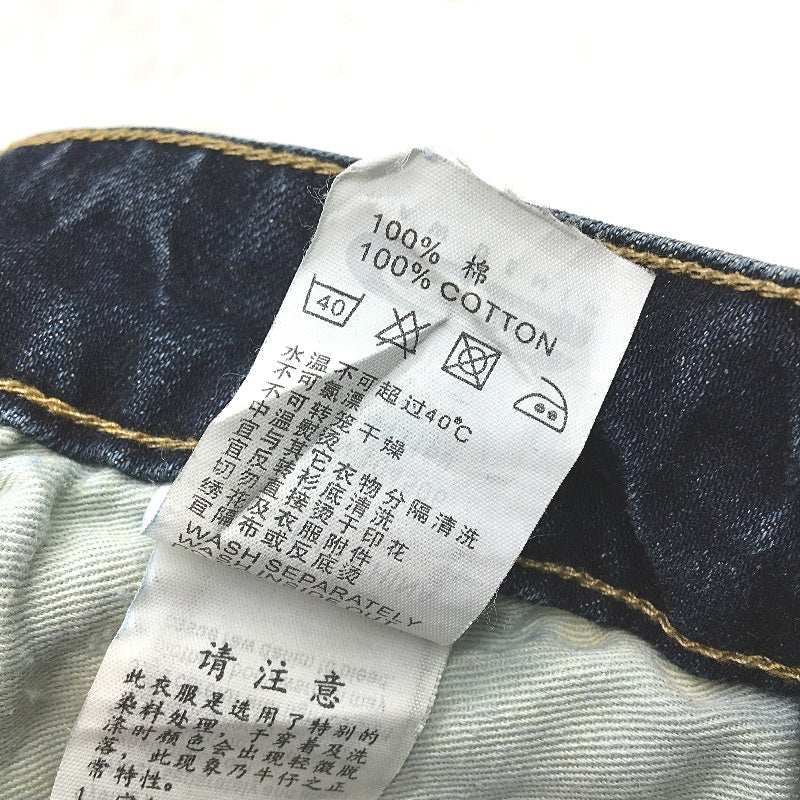 100% 棉
100% COTTON
40
水温不可超过40℃
不可氯漂
不可转笼干燥
中温熨烫
宜与其它衣物分隔清洗
宜反转衫底清洗
切勿直接烫于印花
绣花及衣服附件
宜隔布或反底烫
WASH SEPARATELY
WASH INSIDE OUT
请注意
此衣服是选用了特别的
染料处理，于穿着及洗
涤时颜色会出现轻微脱
落，此现象乃牛仔之正
常特性。